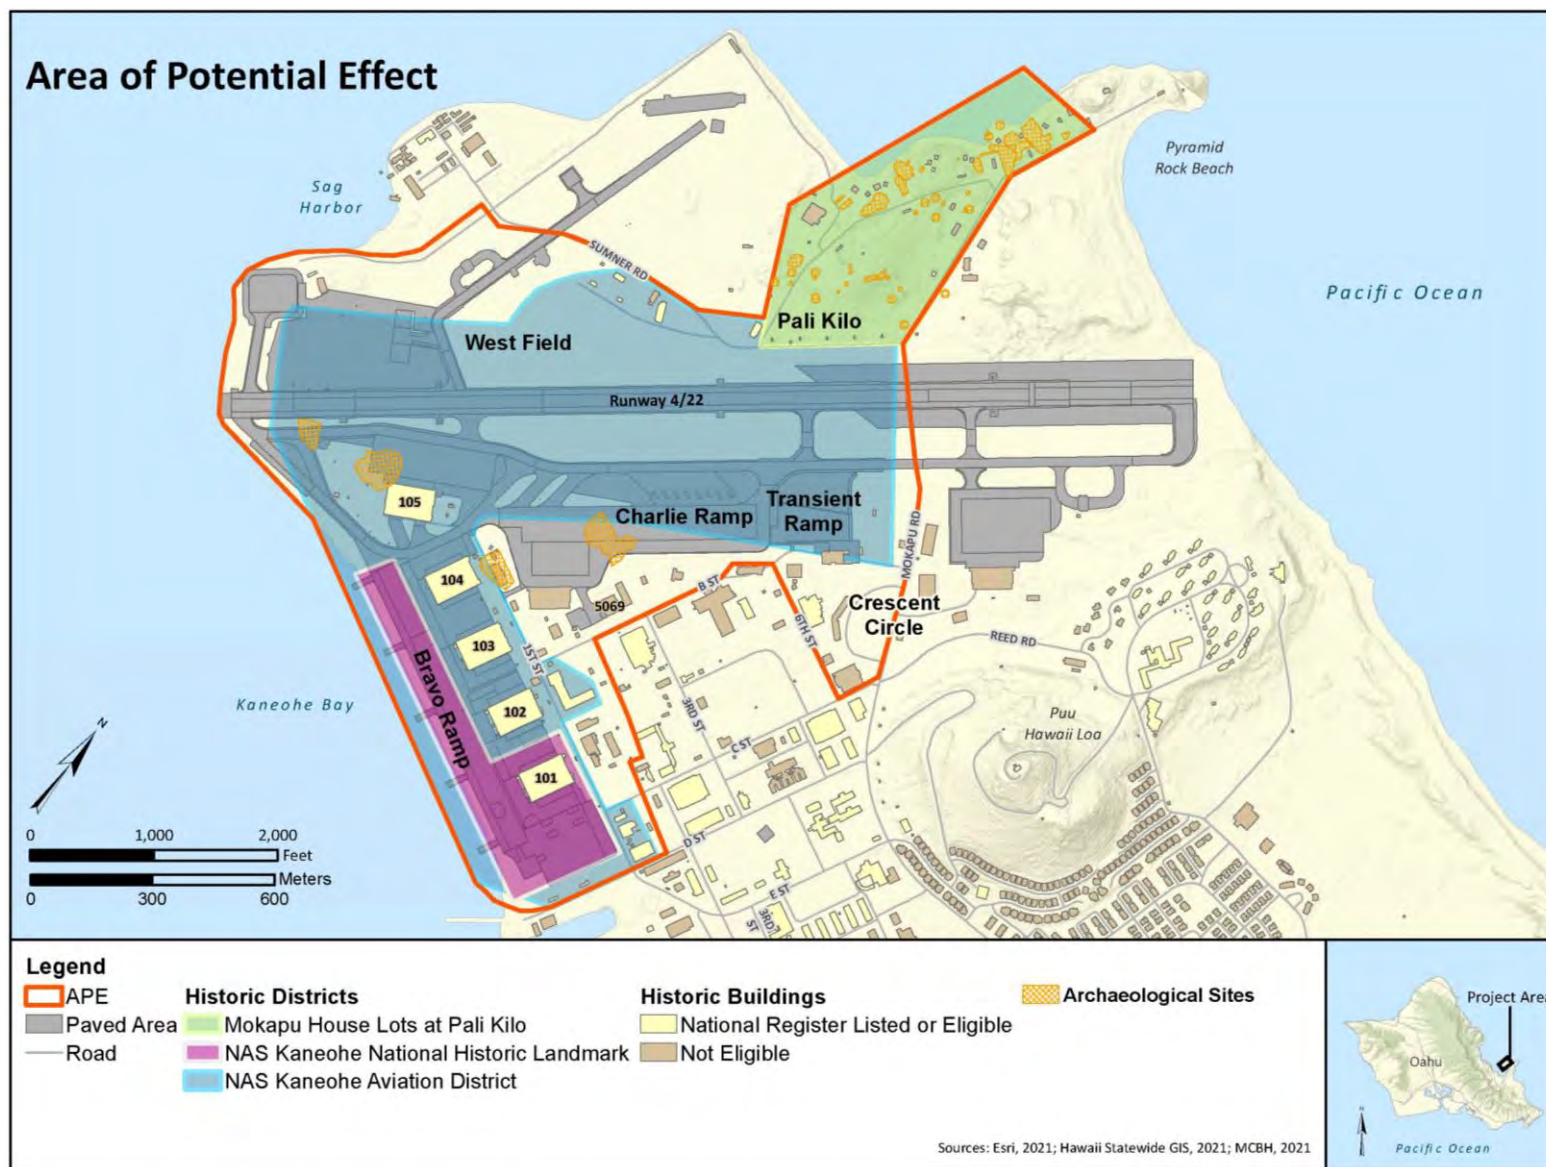 Area of Potential Effect
Sag
Harbor
Pyramid
Rock Beach
SUMNER RD
Pacific Ocean
Pali Kilo
West Field
Runway 4/22
105
Charlie Ramp
Transient
Ramp
MOKAPU RD
104
B ST
5069
Crescent
Circle
6TH ST
REED RD
103
1ST ST
Bravo Ramp
Kaneohe Bay
102
3RD ST
Puu
Hawaii Loa
C ST
101
N
D ST
0 1,000 2,000
Feet
Meters
0 300 600
E ST
3RD
ST
Legend
APE
Paved Area
Road
Historic Districts
Mokapu House Lots at Pali Kilo
NAS Kaneohe National Historic Landmark
NAS Kaneohe Aviation District
Historic Buildings
National Register Listed or Eligible
Not Eligible
Archaeological Sites
Project Area
Oahu
N
Pacific Ocean
Sources: Esri, 2021; Hawaii Statewide GIS, 2021; MCBH, 2021